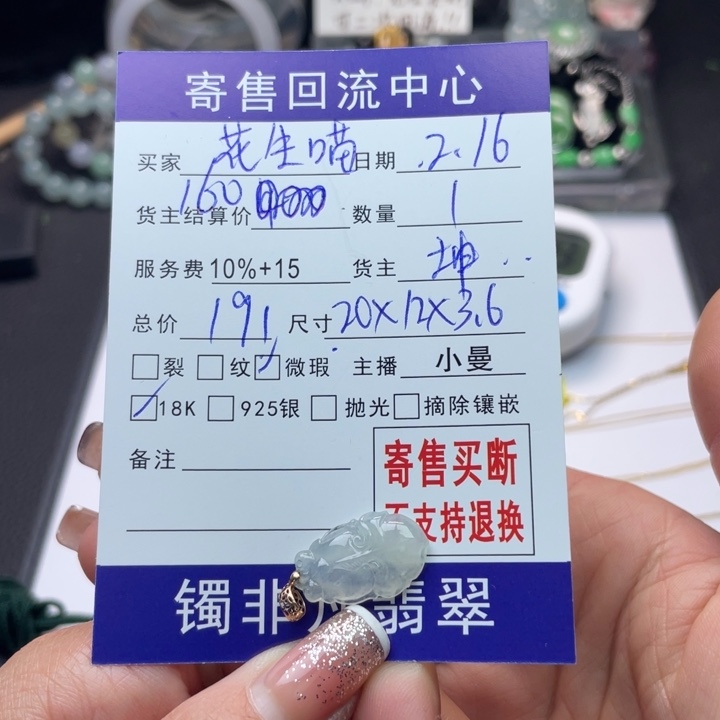 寄售回流中心
买家 花生喵 日期 2.16
货主结算价 160 数量 1
服务费 10%+15 货主 坤..
总价 191 尺寸 20×12×3.6
裂 纹 微瑕 主播 小曼
18K 925银 抛光 摘除镶嵌
备注
寄售买断
不支持退换
镯非 翡翠